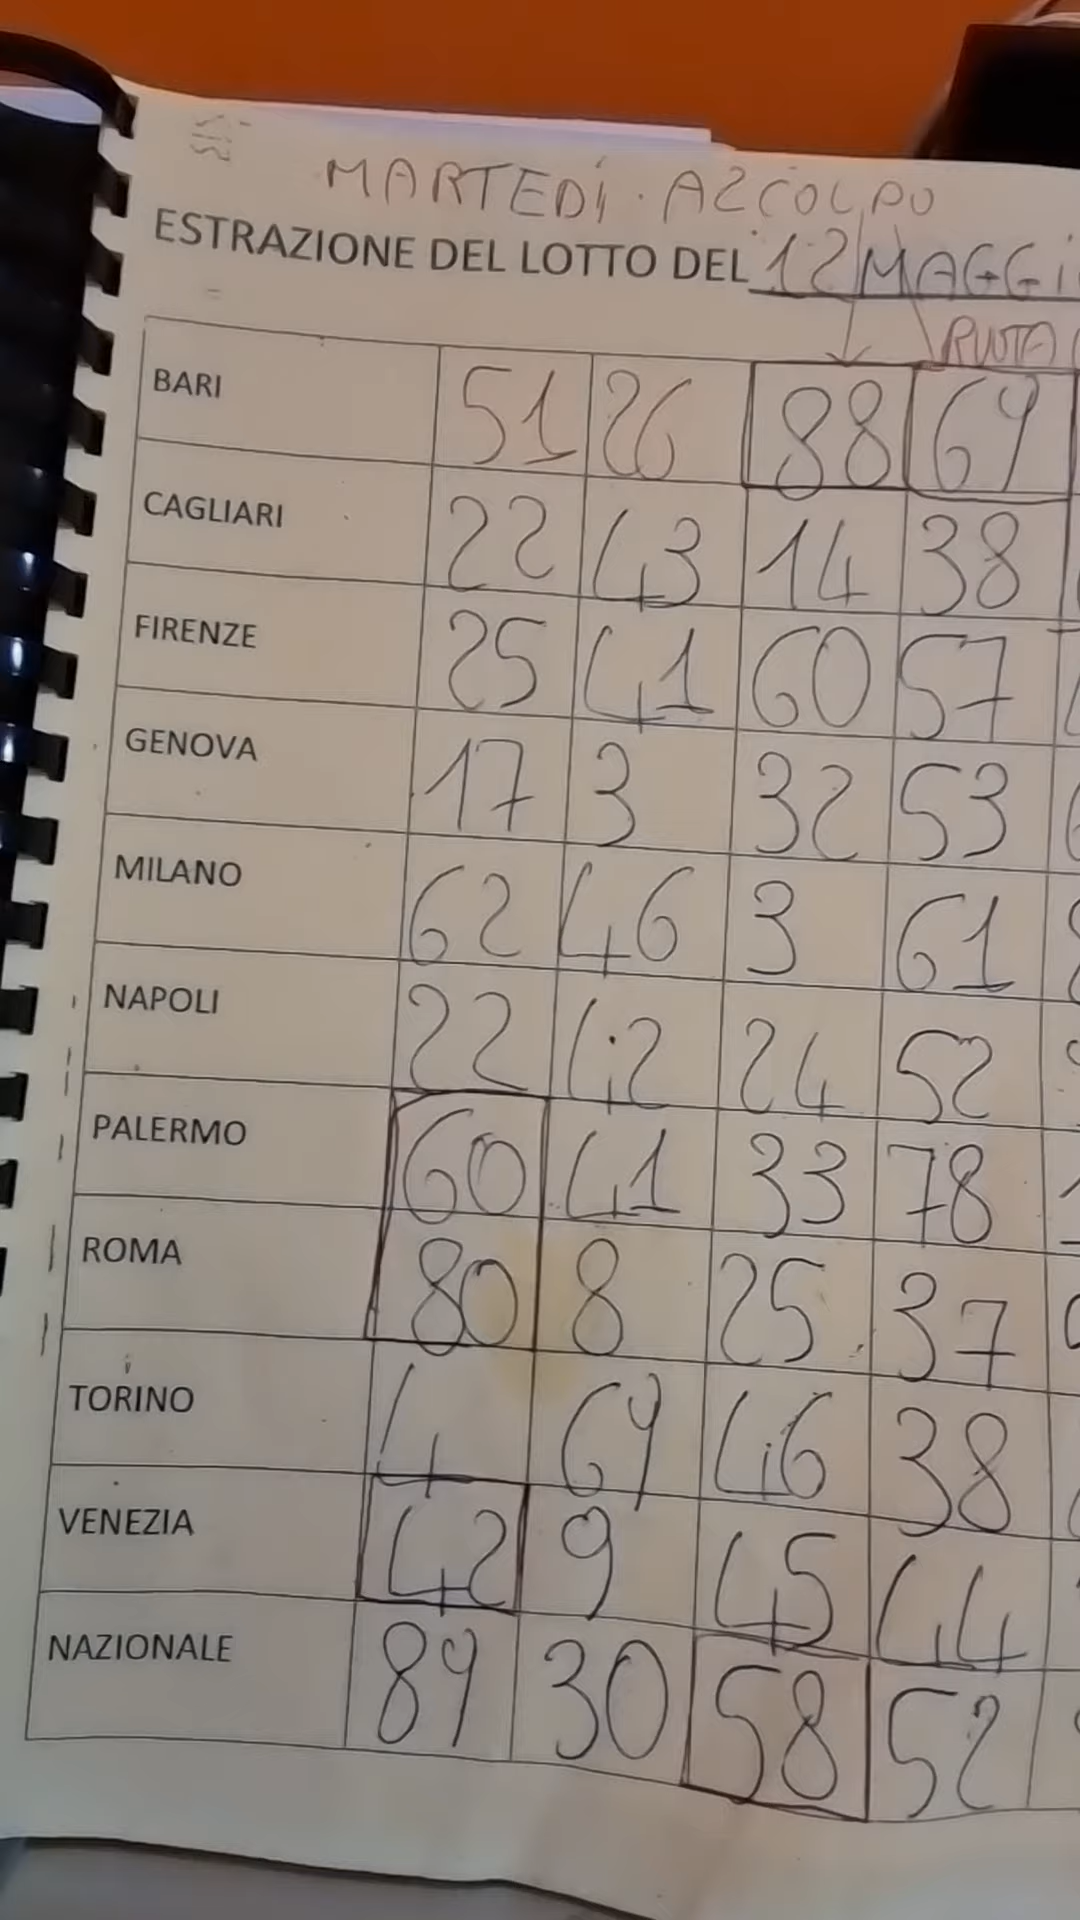 MARTEDÌ · A2COLPO
ESTRAZIONE DEL LOTTO DEL 12 MAGGI
RUOTA
BARI 51 26 88 69
CAGLIARI 22 43 14 38
FIRENZE 25 41 60 57
GENOVA 17 3 32 53
MILANO 62 46 3 61
NAPOLI 22 42 24 52
PALERMO 60 41 33 78
ROMA 80 8 25 37
TORINO 4 69 46 38
VENEZIA 42 9 45 44
NAZIONALE 89 30 58 52